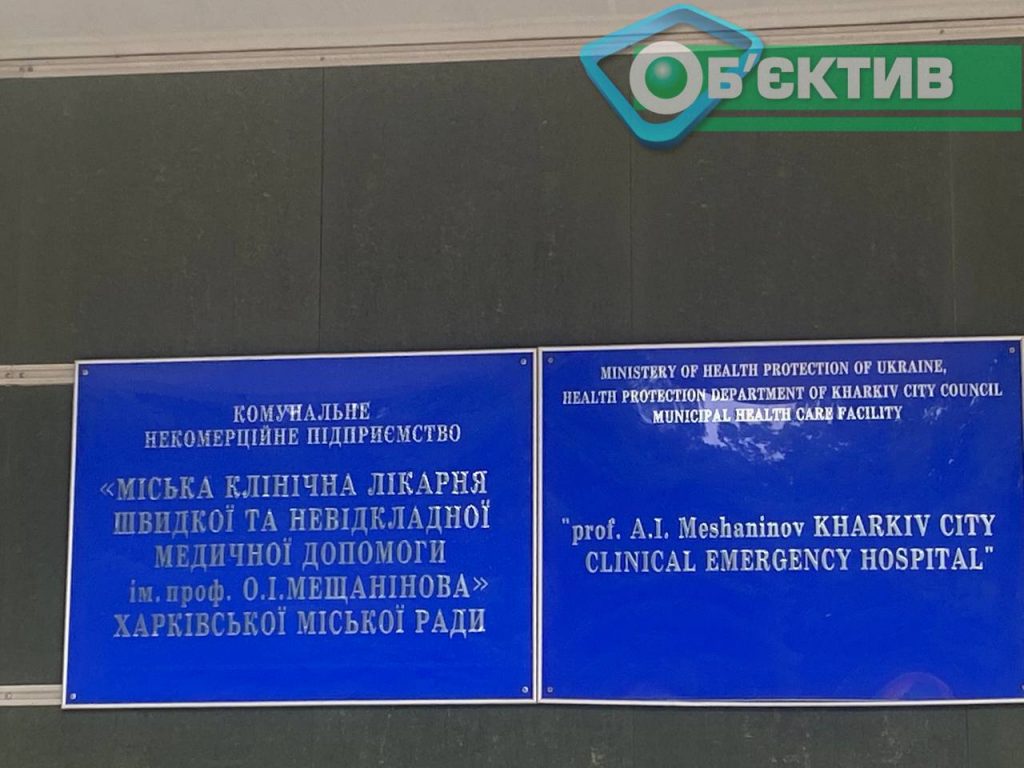 ОБ'ЄКТИВ
КОМУНАЛЬНЕ
НЕКОМЕРЦІЙНЕ ПІДПРИЄМСТВО
«МІСЬКА КЛІНІЧНА ЛІКАРНЯ
ШВИДКОЇ ТА НЕВІДКЛАДНОЇ
МЕДИЧНОЇ ДОПОМОГИ
ім. проф. О.І.МЕЩАНІНОВА»
ХАРКІВСЬКОЇ МІСЬКОЇ РАДИ
MINISTERY OF HEALTH PROTECTION OF UKRAINE,
HEALTH PROTECTION DEPARTMENT OF KHARKIV CITY COUNCIL
MUNICIPAL HEALTH CARE FACILITY
"prof. A.I. Meshaninov KHARKIV CITY
CLINICAL EMERGENCY HOSPITAL"